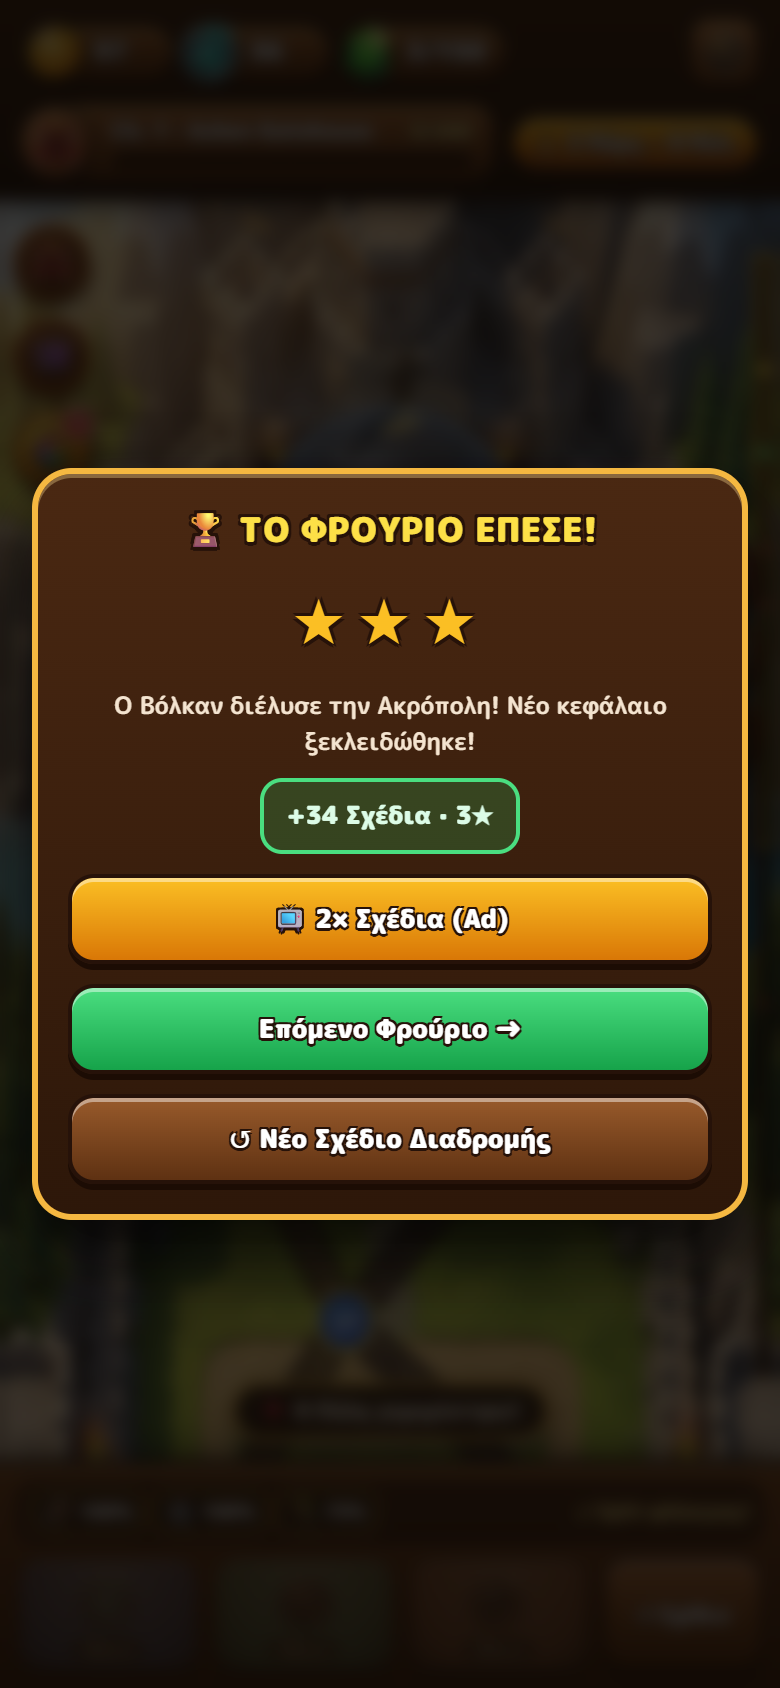 🏆 ΤΟ ΦΡΟΥΡΙΟ ΕΠΕΣΕ!
★ ★ ★
Ο Βόλκαν διέλυσε την Ακρόπολη! Νέο κεφάλαιο
ξεκλειδώθηκε!
+34 Σχέδια · 3★
📺 2× Σχέδια (Ad)
Επόμενο Φρούριο →
↺ Νέο Σχέδιο Διαδρομής